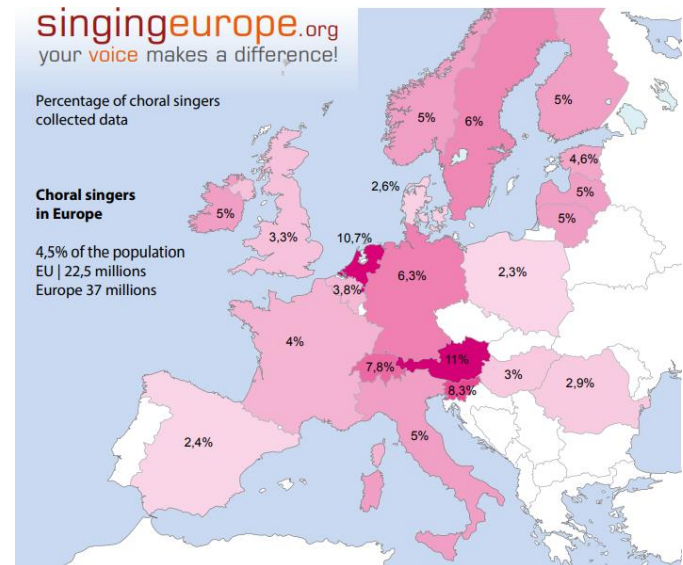 singingeurope.org
your voice makes a difference!
Percentage of choral singers
collected data
Choral singers
in Europe
4,5% of the population
EU | 22,5 millions
Europe 37 millions
5%
6%
5%
4,6%
5%
5%
2,6%
5%
3,3%
10,7%
3,8%
6,3%
2,3%
4%
7,8%
11%
8,3%
3%
2,9%
2,4%
5%